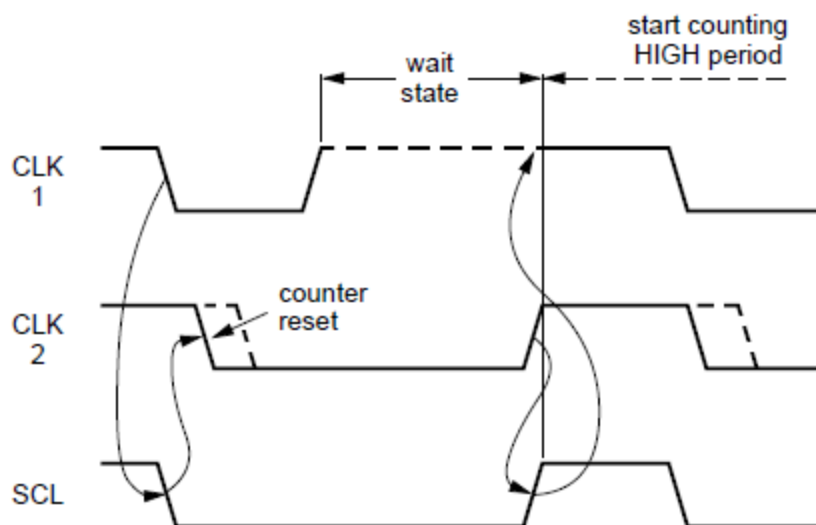 start counting
HIGH period
wait
state
CLK
1
counter
reset
CLK
2
SCL